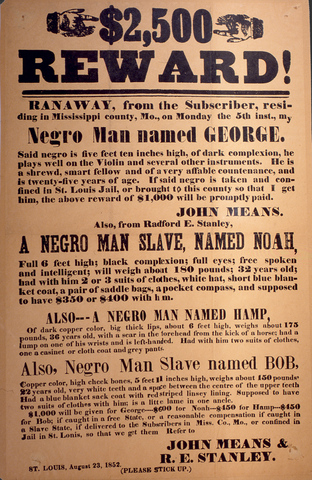 $2,500
REWARD!
RANAWAY, from the Subscriber, resi-
ding in Mississippi county, Mo., on Monday the 5th inst., my
Negro Man named GEORGE.
Said negro is five feet ten inches high, of dark complexion, he
plays well on the Violin and several other instruments. He is
a shrewd, smart fellow and of a very affable countenance, and
is twenty-five years of age. If said negro is taken and con-
fined in St. Louis Jail, or brought to this county so that I get
him, the above reward of $1,000 will be promptly paid.
JOHN MEANS.
Also, from Radford E. Stanley,
A NEGRO MAN SLAVE, NAMED NOAH,
Full 6 feet high; black complexion; full eyes; free spoken
and intelligent; will weigh about 180 pounds; 32 years old;
had with him 2 or 3 suits of clothes, white hat, short blue blan-
ket coat, a pair of saddle bags, a pocket compass, and supposed
to have $350 or $400 with h m.
ALSO---A NEGRO MAN NAMED HAMP,
Of dark copper color, big thick lips, about 6 feet high, weighs about 175
pounds, 36 years old, with a scar in the forehead from the kick of a horse; had a
lump on one of his wrists and is left-handed. Had with him two suits of clothes,
one a casinet or cloth coat and grey pants.
Also, Negro Man Slave named BOB,
Copper color, high cheek bones, 5 feet 11 inches high, weighs about 150 pounds
22 years old, very white teeth and a space between the centre of the upper teeth
Had a blue blanket sack coat with red striped linsey lining. Supposed to have
two suits of clothes with him; is a little lame in one ancle.
$1,000 will be given for George—$600 for Noah—$450 for Hamp—$450
for Bob; if caught in a free State, or a reasonable compensation if caught in
a Slave State, if delivered to the Subscribers in Miss. Co., Mo., or confined in
Jail in St. Louis, so that we get them Refer to
JOHN MEANS &
R. E. STANLEY.
ST. LOUIS, August 23, 1852.
(PLEASE STICK UP.)